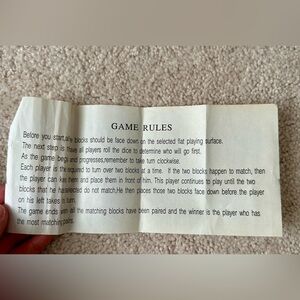 GAME RULES
Before you start,the blocks should be face down on the selected flat playing surface.
The next step is have all players roll the dice to determine who will go first.
As the game begs and progresses,remember to take turn clockwise.
Each player is required to turn over two blocks at a time. If the two blocks happen to match, then
the player can keep them and place them in front of him. This player continues to play until the two
blocks that he has selected do not match.He then places those two blocks face down before the player
on his left takes is turn.
The game ends with all the matching blocks have been paired and the winner is the player who has
the most matching pairs.